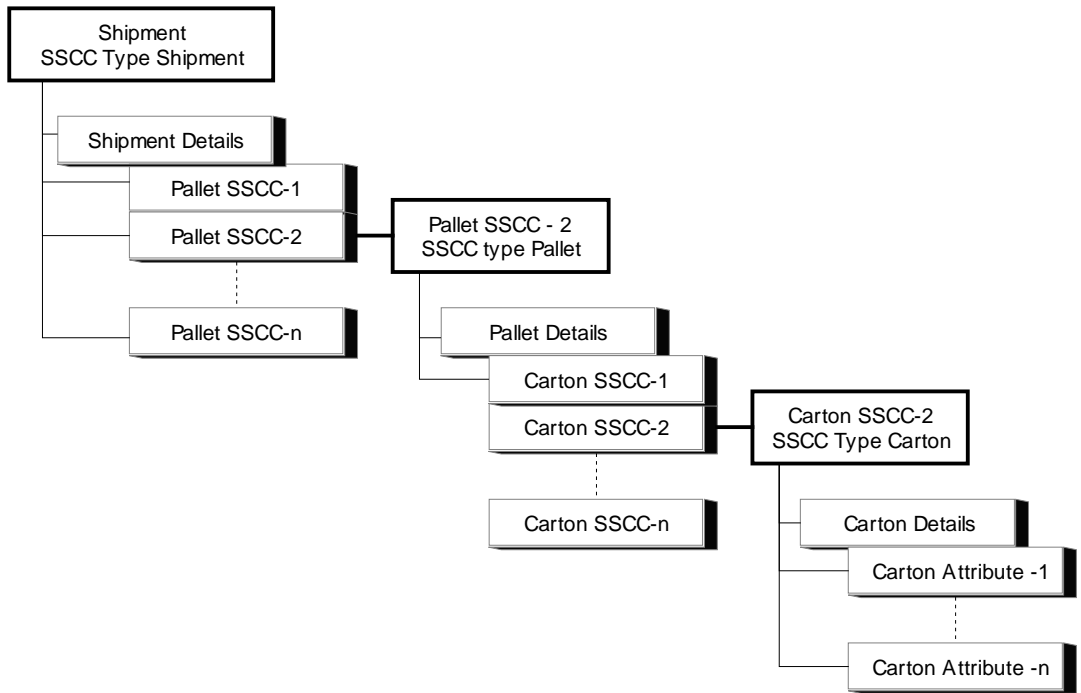 Shipment
SSCC Type Shipment
Shipment Details
Pallet SSCC-1
Pallet SSCC-2
Pallet SSCC-n
Pallet SSCC - 2
SSCC type Pallet
Pallet Details
Carton SSCC-1
Carton SSCC-2
Carton SSCC-n
Carton SSCC-2
SSCC Type Carton
Carton Details
Carton Attribute -1
Carton Attribute -n